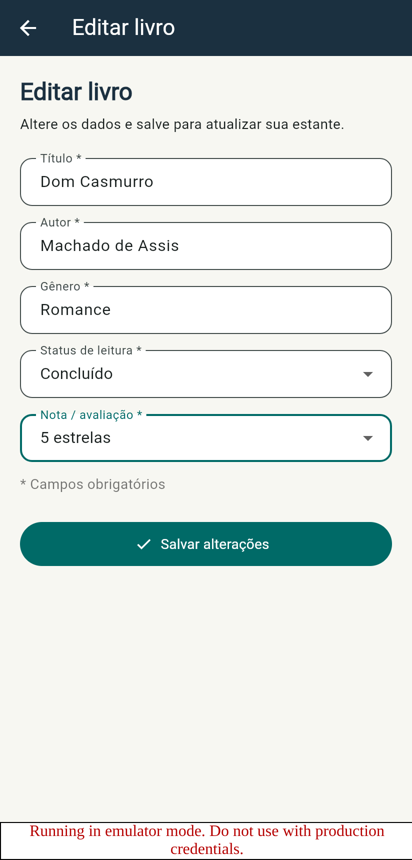 Editar livro
Editar livro
Altere os dados e salve para atualizar sua estante.
Título *
Dom Casmurro
Autor *
Machado de Assis
Gênero *
Romance
Status de leitura *
Concluído
Nota / avaliação *
5 estrelas
* Campos obrigatórios
Salvar alterações
Running in emulator mode. Do not use with production
credentials.